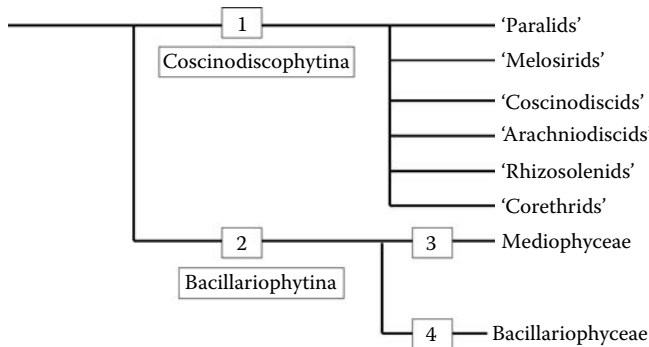 1
‘Paralids’
Coscinodiscophytina
‘Melosirids’
‘Coscinodiscids’
‘Arachniodiscids’
‘Rhizosolenids’
‘Corethrids’
2
3
Mediophyceae
Bacillariophytina
4
Bacillariophyceae